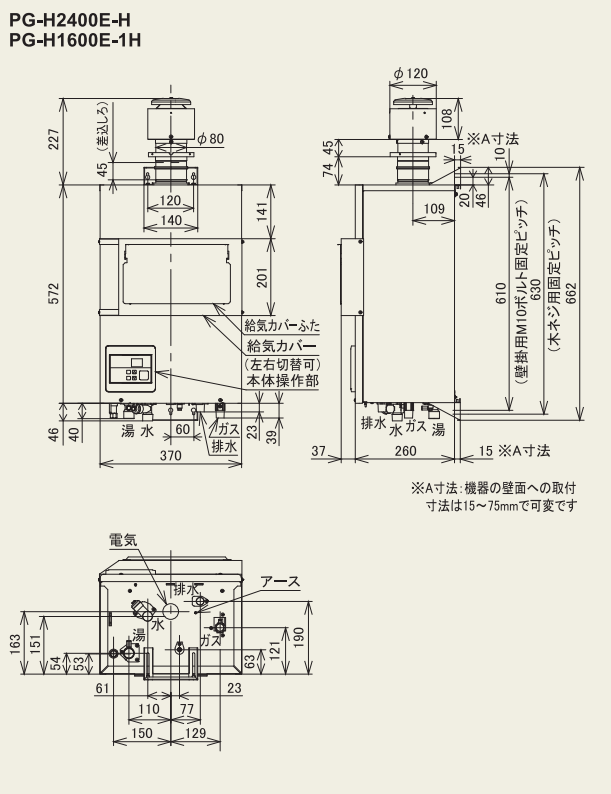 PG-H2400E-H
PG-H1600E-1H
227
(差込しろ)
45
φ80
120
140
141
201
572
給気カバーふた
給気カバー
(左右切替可)
本体操作部
46
40
湯
水
60
ガス
排水
23
39
370
φ120
108
45
74
※A寸法
15
10
20
46
109
610
(壁掛用M10ボルト固定ピッチ)
630
(木ネジ用固定ピッチ)
662
排水
水
ガス
湯
37
260
15
※A寸法
※A寸法:機器の壁面への取付
寸法は15~75mmで可変です
電気
排水
アース
水
湯
ガス
163
151
54
53
63
121
190
61
23
110
77
150
129